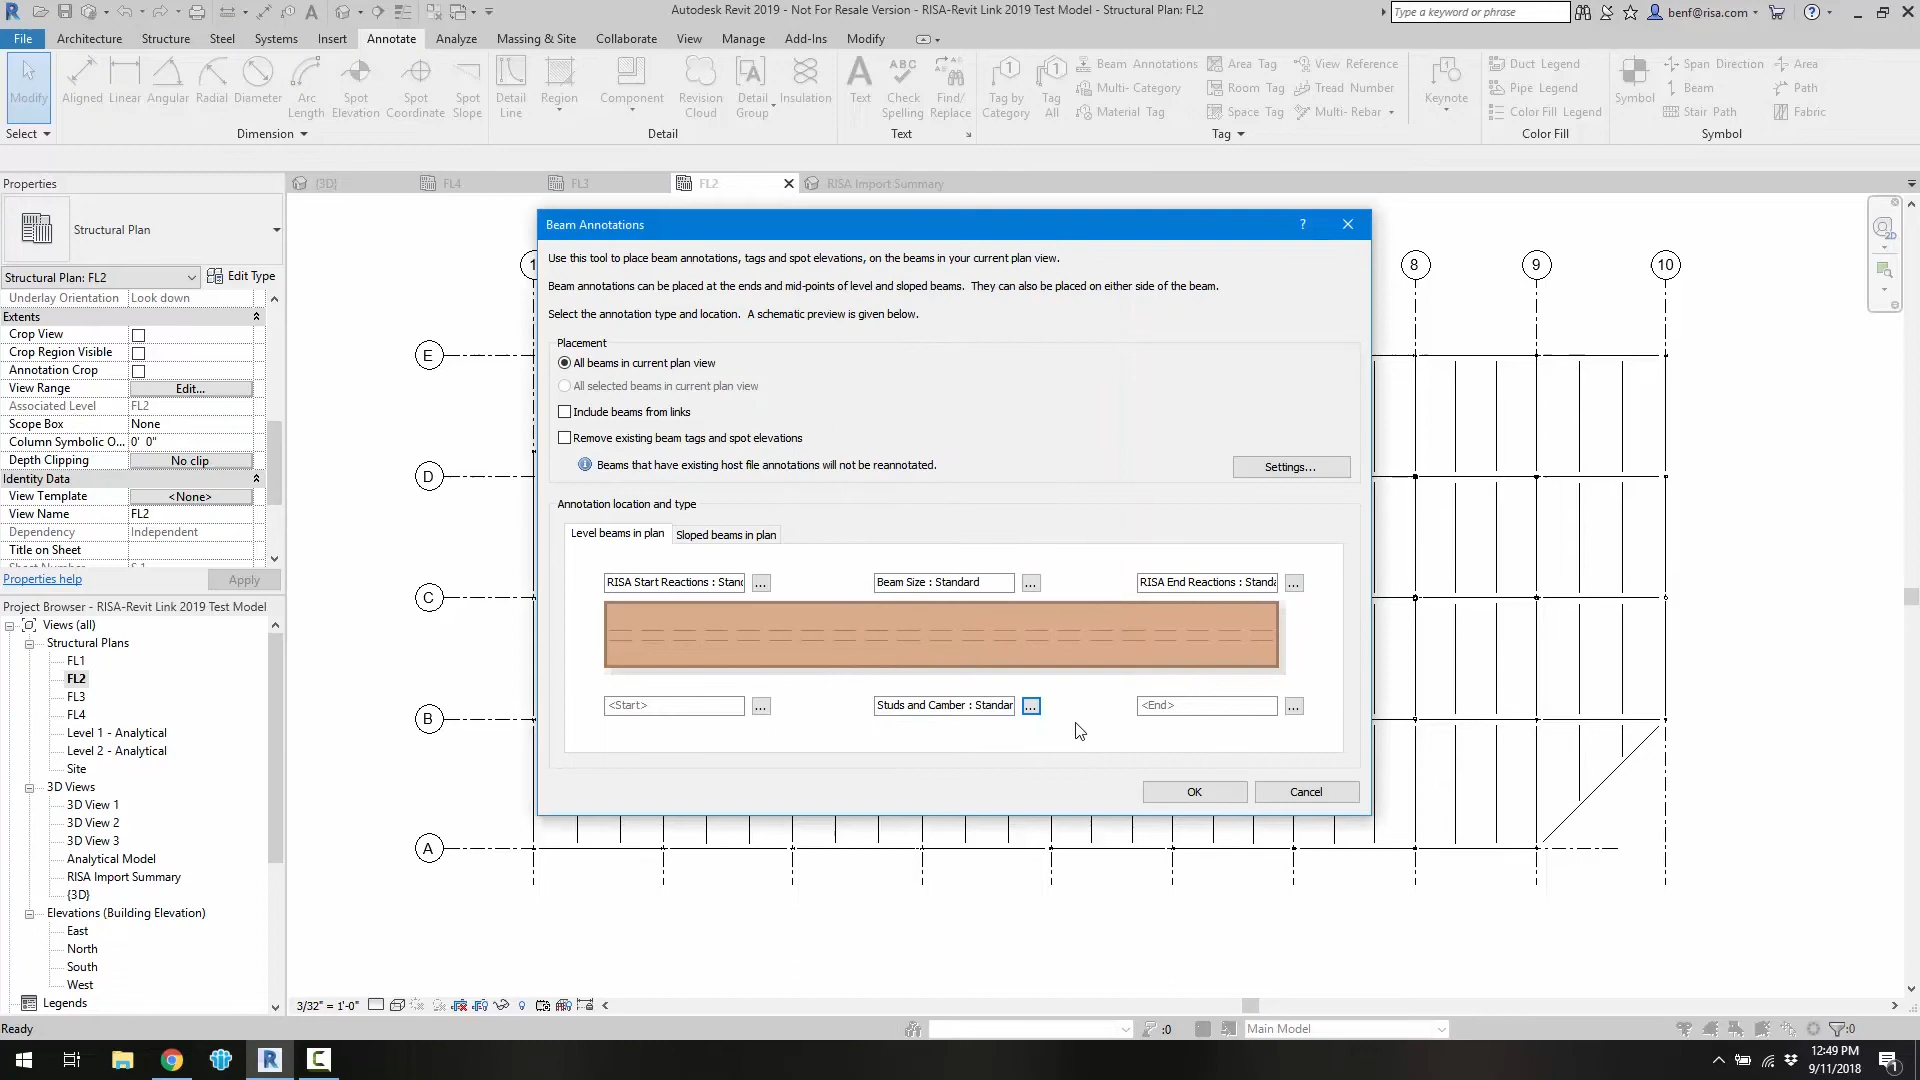 Autodesk Revit 2019 - Not For Resale Version - RISA-Revit Link 2019 Test Model - Structural Plan: FL2
Type a keyword or phrase
benf@risa.com
File Architecture Structure Steel Systems Insert Annotate Analyze Massing & Site Collaborate View Manage Add-Ins Modify
Modify
Aligned Linear Angular Radial Diameter Arc Length Spot Elevation Spot Coordinate Spot Slope
Detail Line Region Component Revision Cloud Detail Group Insulation
Text Check Spelling Find/ Replace
Tag by Category Tag All
Beam Annotations Area Tag View Reference
Multi- Category Room Tag Tread Number
Material Tag Space Tag Multi- Rebar
Keynote
Duct Legend
Pipe Legend
Color Fill Legend
Symbol
Span Direction Area
Beam Path
Stair Path Fabric
Select Dimension Detail Text Tag Color Fill Symbol
Properties
{3D} FL4 FL3 FL2 RISA Import Summary
Structural Plan
Structural Plan: FL2 Edit Type
Underlay Orientation Look down
Extents
Crop View
Crop Region Visible
Annotation Crop
View Range Edit...
Associated Level FL2
Scope Box None
Column Symbolic O... 0' 0"
Depth Clipping No clip
Identity Data
View Template <None>
View Name FL2
Dependency Independent
Title on Sheet
Properties help Apply
Project Browser - RISA-Revit Link 2019 Test Model
Views (all)
Structural Plans
FL1
FL2
FL3
FL4
Level 1 - Analytical
Level 2 - Analytical
Site
3D Views
3D View 1
3D View 2
3D View 3
Analytical Model
RISA Import Summary
{3D}
Elevations (Building Elevation)
East
North
South
West
Legends
1 8 9 10
E
D
C
B
A
2D
Beam Annotations ?
Use this tool to place beam annotations, tags and spot elevations, on the beams in your current plan view.
Beam annotations can be placed at the ends and mid-points of level and sloped beams. They can also be placed on either side of the beam.
Select the annotation type and location. A schematic preview is given below.
Placement
All beams in current plan view
All selected beams in current plan view
Include beams from links
Remove existing beam tags and spot elevations
Beams that have existing host file annotations will not be reannotated.
Settings...
Annotation location and type
Level beams in plan Sloped beams in plan
RISA Start Reactions : Stand ... Beam Size : Standard ... RISA End Reactions : Standa ...
<Start> ... Studs and Camber : Standar ... <End> ...
OK Cancel
3/32" = 1'-0"
Ready
:0
Main Model
:0
12:49 PM
9/11/2018
1